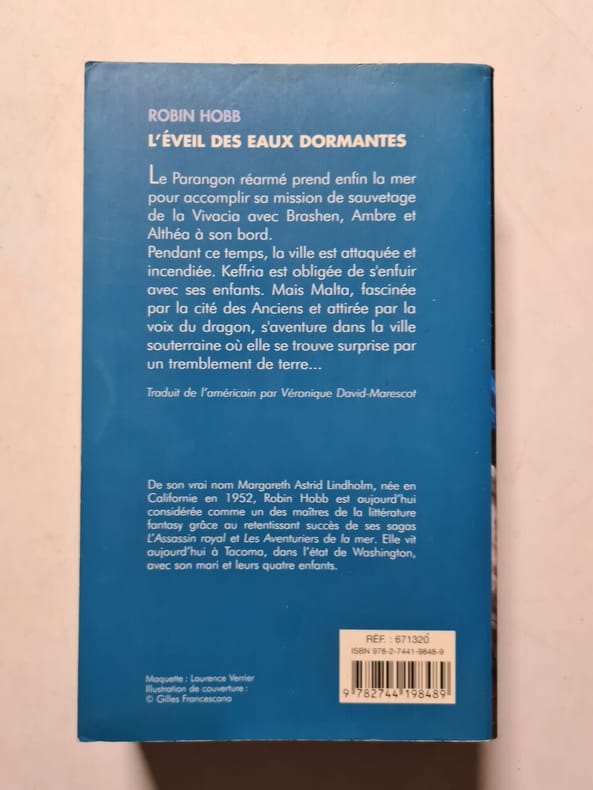 ROBIN HOBB
L'ÉVEIL DES EAUX DORMANTES
Le Parangon réarmé prend enfin la mer
pour accomplir sa mission de sauvetage
de la Vivacia avec Brashen, Ambre et
Althéa à son bord.
Pendant ce temps, la ville est attaquée et
incendiée. Keffria est obligée de s'enfuir
avec ses enfants. Mais Malta, fascinée
par la cité des Anciens et attirée par la
voix du dragon, s'aventure dans la ville
souterraine où elle se trouve surprise par
un tremblement de terre...
Traduit de l'américain par Véronique David-Marescot
De son vrai nom Margareth Astrid Lindholm, née en
Californie en 1952, Robin Hobb est aujourd'hui
considérée comme un des maîtres de la littérature
fantasy grâce au retentissant succès de ses sagas
L'Assassin royal et Les Aventuriers de la mer. Elle vit
aujourd'hui à Tacoma, dans l'état de Washington,
avec son mari et leurs quatre enfants.
RÉF. : 671320
ISBN 978-2-7441-9848-9
9 782744 198489
Maquette : Laurence Verrier
Illustration de couverture :
© Gilles Francescano